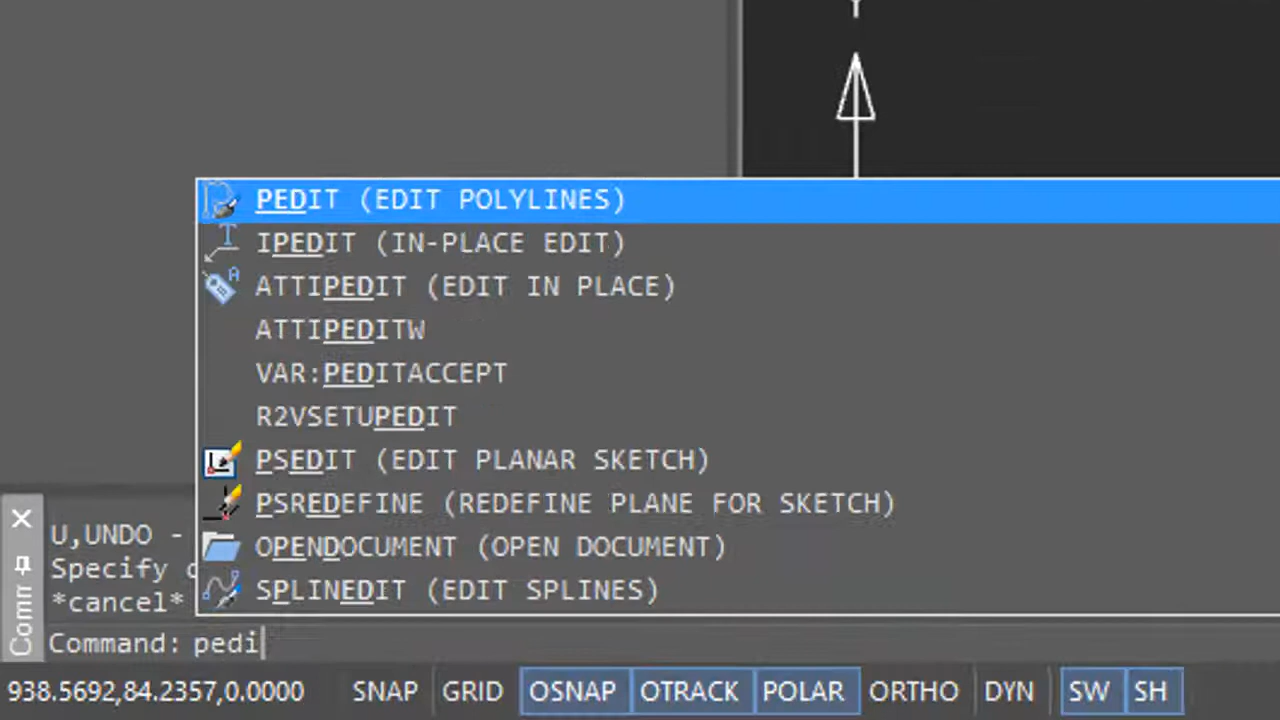 PEDIT (EDIT POLYLINES)
IPEDIT (IN-PLACE EDIT)
ATTIPEDIT (EDIT IN PLACE)
ATTIPEDITW
VAR:PEDITACCEPT
R2VSETUPEDIT
PSEDIT (EDIT PLANAR SKETCH)
PSREDEFINE (REDEFINE PLANE FOR SKETCH)
OPENDOCUMENT (OPEN DOCUMENT)
SPLINEDIT (EDIT SPLINES)
U,UNDO -
Specify
*cancel*
Command: pedi
938.5692,84.2357,0.0000 SNAP GRID OSNAP OTRACK POLAR ORTHO DYN SW SH